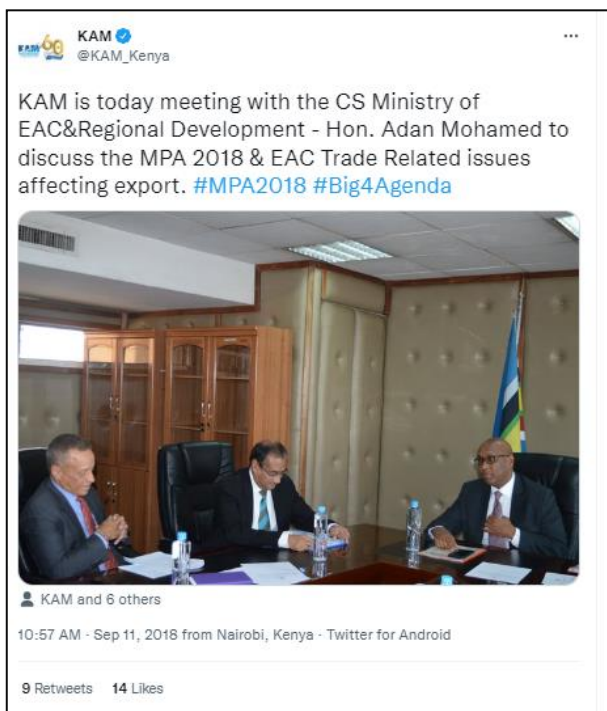 KAM
@KAM_Kenya
KAM 60
KAM is today meeting with the CS Ministry of
EAC&Regional Development - Hon. Adan Mohamed to
discuss the MPA 2018 & EAC Trade Related issues
affecting export. #MPA2018 #Big4Agenda
KAM and 6 others
10:57 AM · Sep 11, 2018 from Nairobi, Kenya · Twitter for Android
9 Retweets 14 Likes